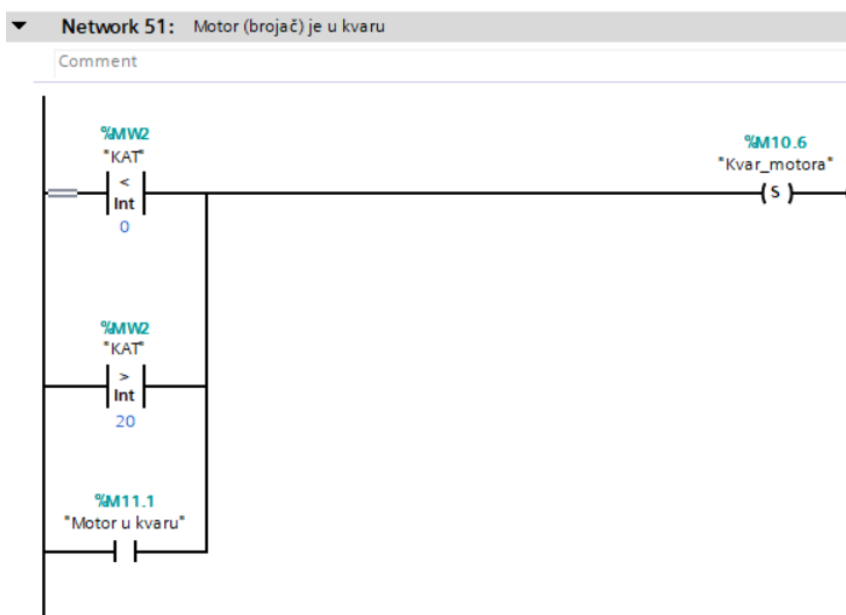 Network 51: Motor (brojač) je u kvaru
Comment
%MW2
"KAT"
<
Int
0
%M10.6
"Kvar_motora"
S
%MW2
"KAT"
>
Int
20
%M11.1
"Motor u kvaru"